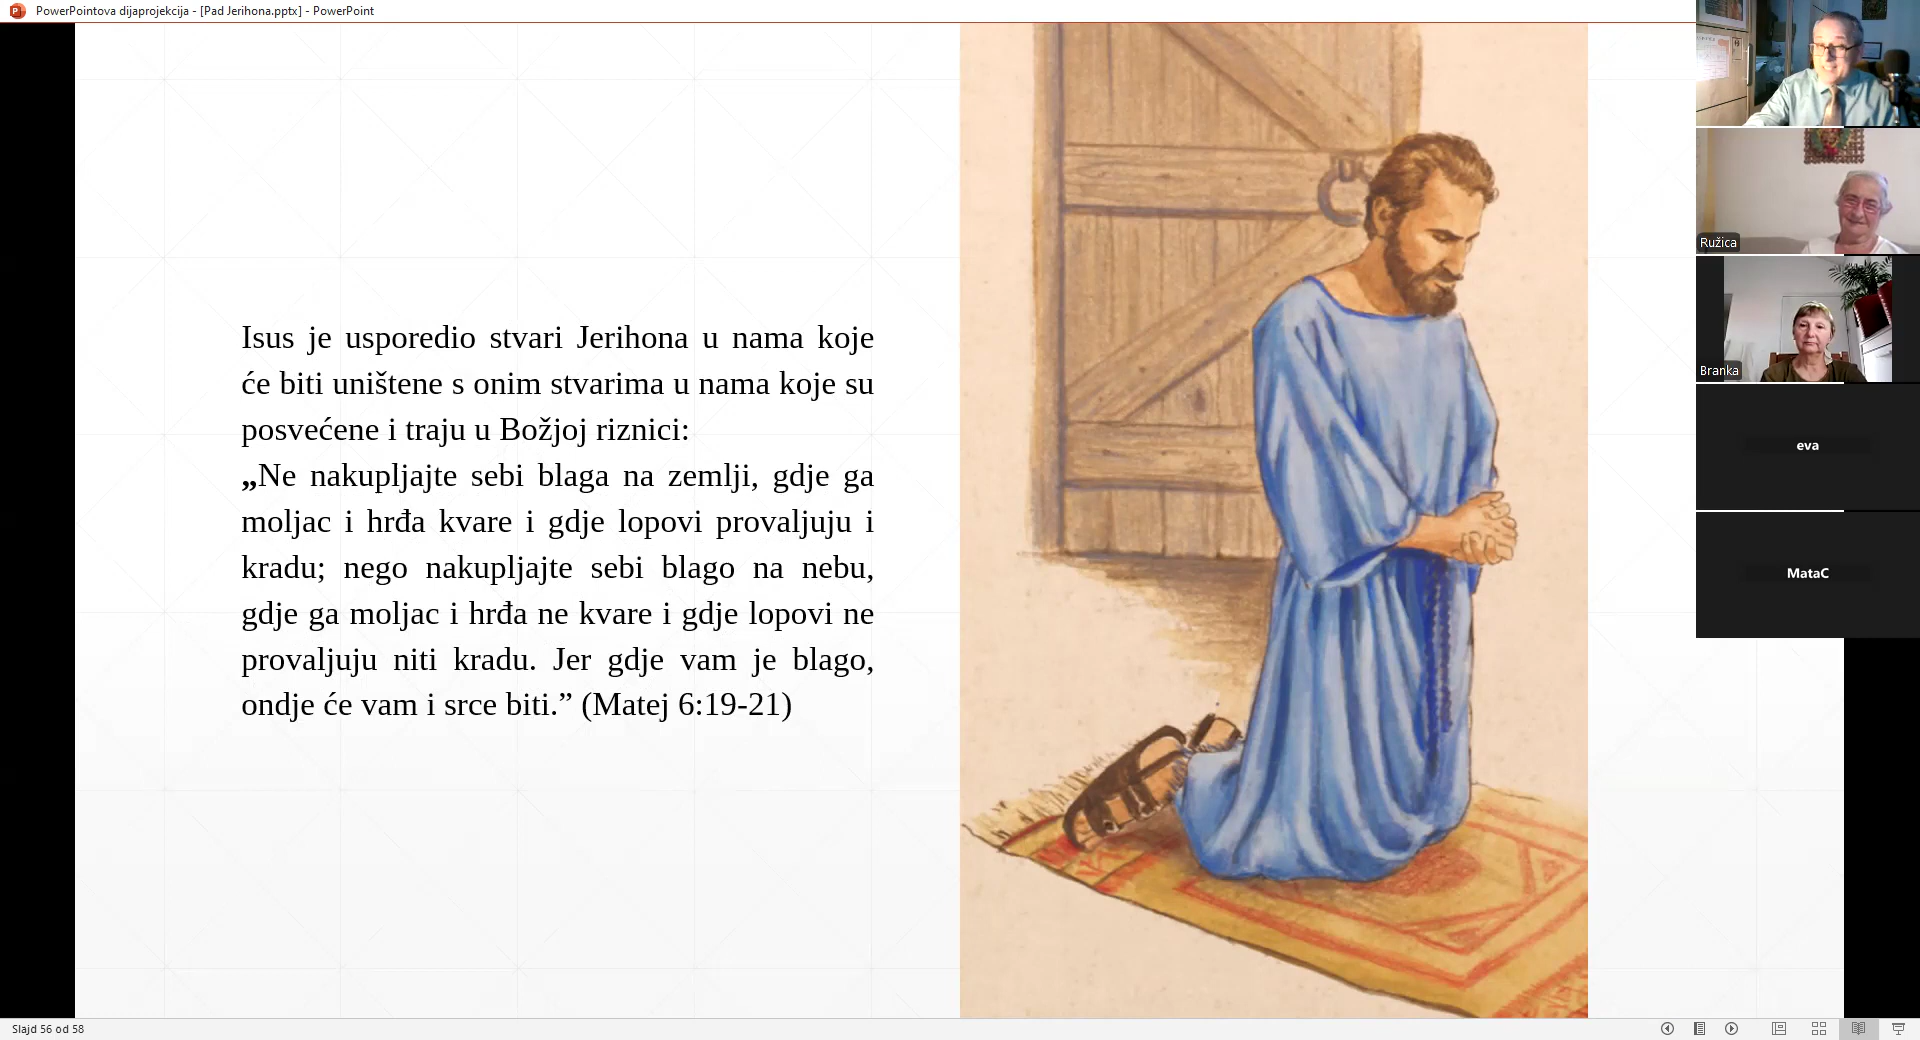 PowerPointova dijaprojekcija - [Pad Jerihona.pptx] - PowerPoint
Isus je usporedio stvari Jerihona u nama koje
će biti uništene s onim stvarima u nama koje su
posvećene i traju u Božjoj riznici:
„Ne nakupljajte sebi blaga na zemlji, gdje ga
moljac i hrđa kvare i gdje lopovi provaljuju i
kradu; nego nakupljajte sebi blago na nebu,
gdje ga moljac i hrđa ne kvare i gdje lopovi ne
provaljuju niti kradu. Jer gdje vam je blago,
ondje će vam i srce biti.” (Matej 6:19-21)
Ružica
Branka
eva
MataC
Slajd 56 od 58